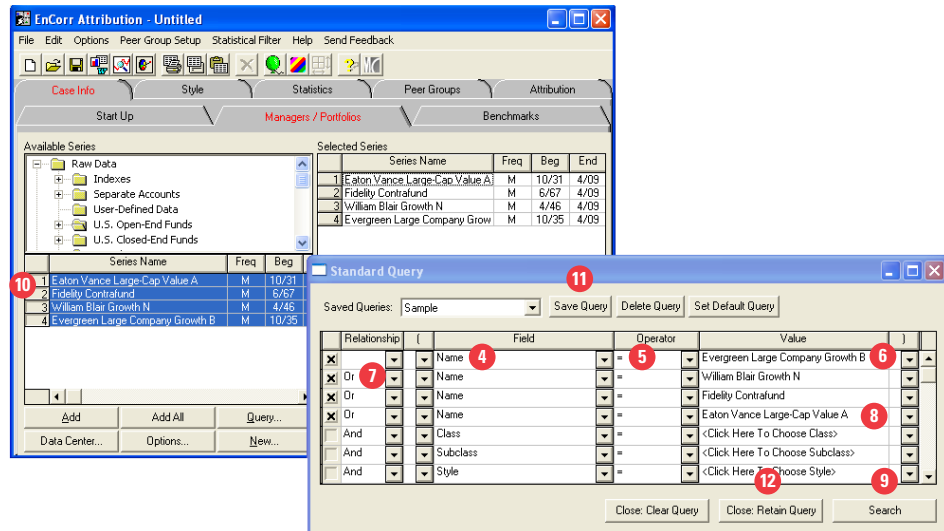 EnCorr Attribution - Untitled
File Edit Options Peer Group Setup Statistical Filter Help Send Feedback
Case Info Style Statistics Peer Groups Attribution
Start Up Managers / Portfolios Benchmarks
Available Series
Raw Data
Indexes
Separate Accounts
User-Defined Data
U.S. Open-End Funds
U.S. Closed-End Funds
Selected Series
Series Name Freq Beg End
1 Eaton Vance Large-Cap Value A M 10/31 4/09
2 Fidelity Contrafund M 6/67 4/09
3 William Blair Growth N M 4/46 4/09
4 Evergreen Large Company Grow M 10/35 4/09
Series Name Freq Beg
10
1 Eaton Vance Large-Cap Value A M 10/31
2 Fidelity Contrafund M 6/67
3 William Blair Growth N M 4/46
4 Evergreen Large Company Growth B M 10/35
Add Add All Query...
Data Center... Options... New...
Standard Query
11
Saved Queries: Sample Save Query Delete Query Set Default Query
Relationship ( Field Operator Value )
Name 4 = 5 Evergreen Large Company Growth B 6
Or 7 Name = William Blair Growth N
Or Name = Fidelity Contrafund
Or Name = Eaton Vance Large-Cap Value A 8
And Class = <Click Here To Choose Class>
And Subclass = <Click Here To Choose Subclass>
And Style = <Click Here To Choose Style>
12 9
Close: Clear Query Close: Retain Query Search